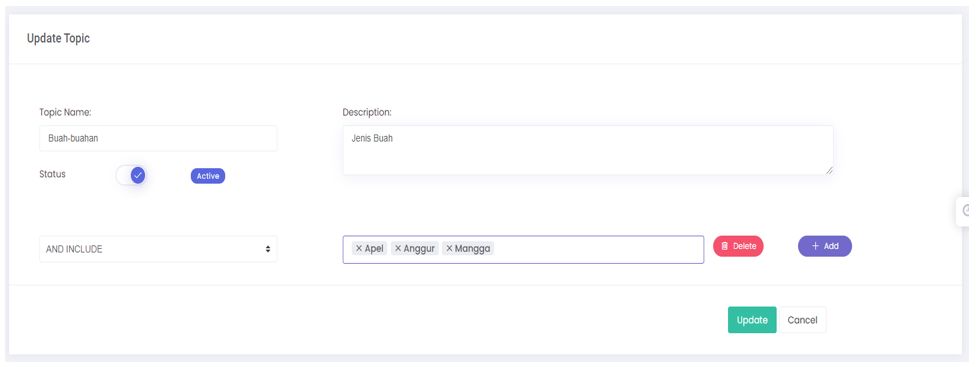 Update Topic
Topic Name:
Description:
Buah-buahan
Jenis Buah
Status
Active
AND INCLUDE
× Apel × Anggur × Mangga
Delete
+ Add
Update
Cancel